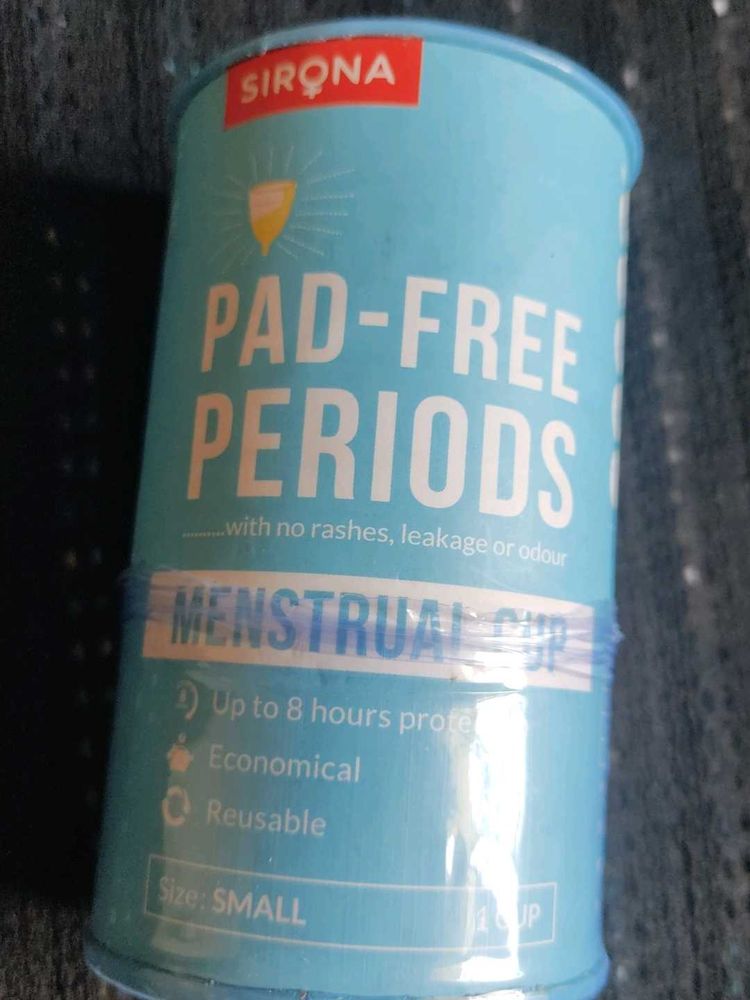 SIRONA
PAD-FREE
PERIODS
..........with no rashes, leakage or odour
MENSTRUAL CUP
Up to 8 hours
Economical
Reusable
Size: SMALL
1 CUP